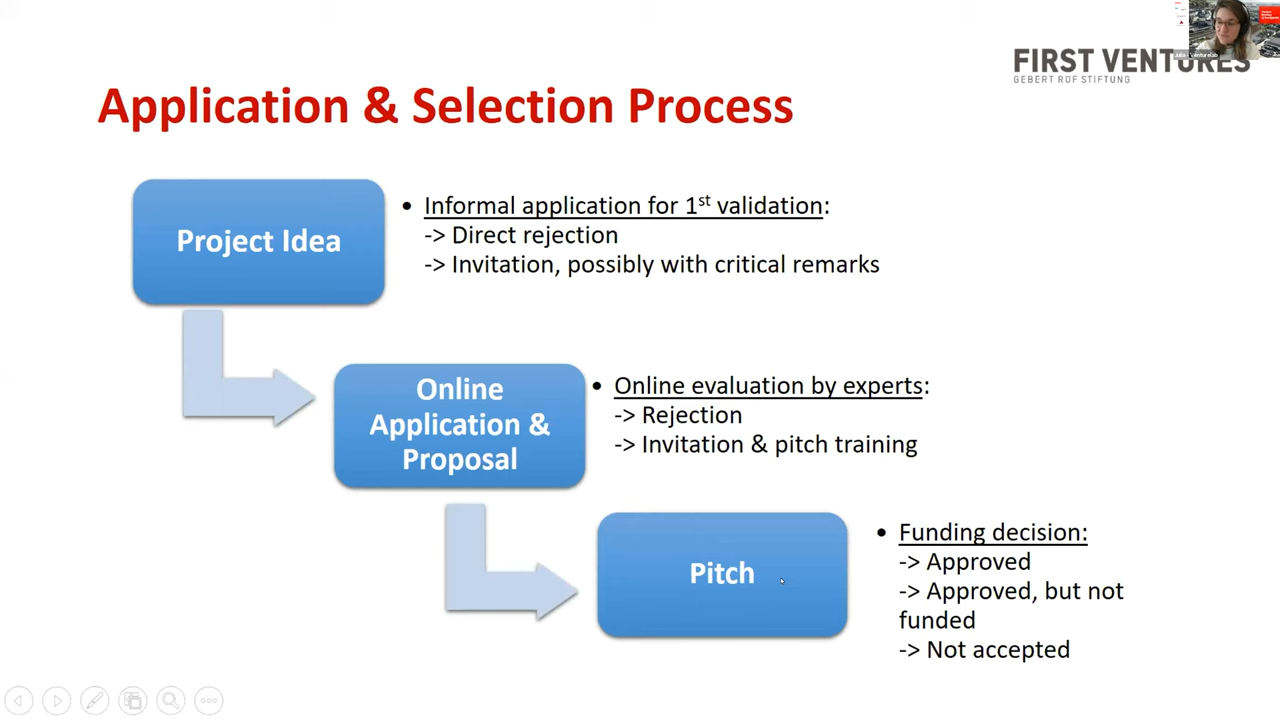 FIRST VENTURES
GEBERT RÜF STIFTUNG
Application & Selection Process
Project Idea
• Informal application for 1st validation:
-> Direct rejection
-> Invitation, possibly with critical remarks
Online
Application &
Proposal
• Online evaluation by experts:
-> Rejection
-> Invitation & pitch training
Pitch
• Funding decision:
-> Approved
-> Approved, but not
funded
-> Not accepted